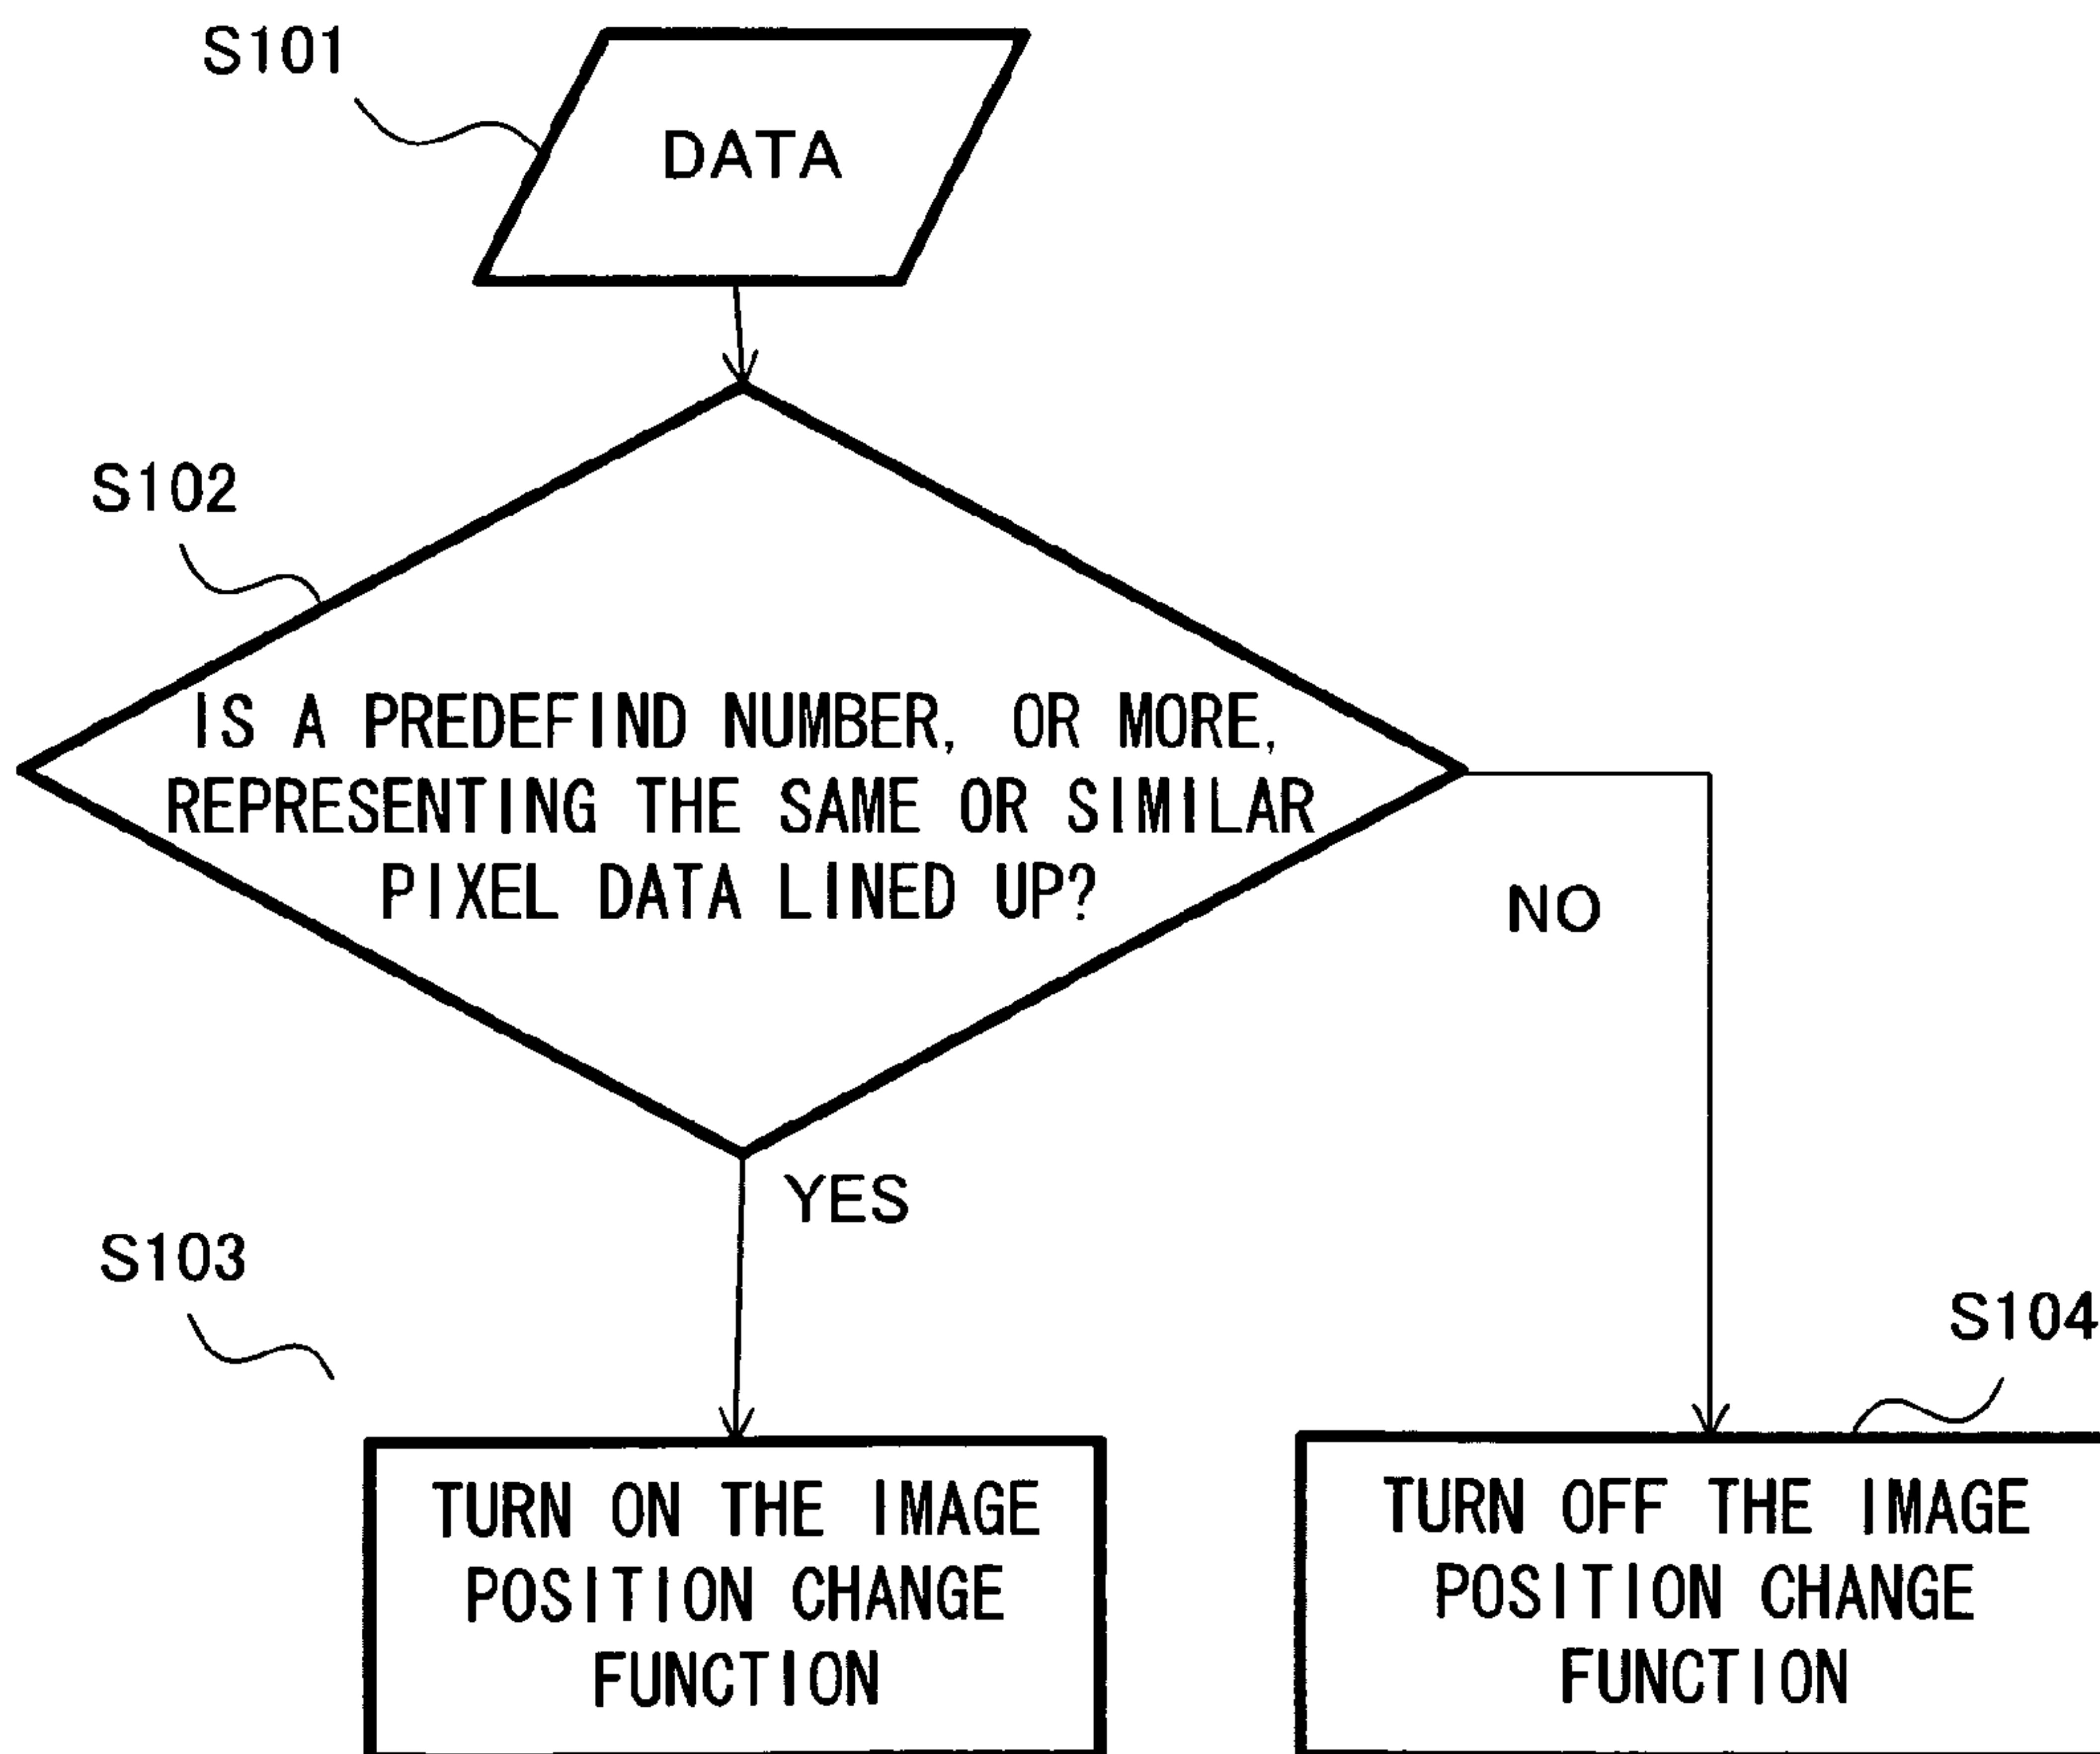 S101
DATA
S102
IS A PREDEFIND NUMBER, OR MORE,
REPRESENTING THE SAME OR SIMILAR
PIXEL DATA LINED UP?
NO
YES
S103
S104
TURN ON THE IMAGE
POSITION CHANGE
FUNCTION
TURN OFF THE IMAGE
POSITION CHANGE
FUNCTION